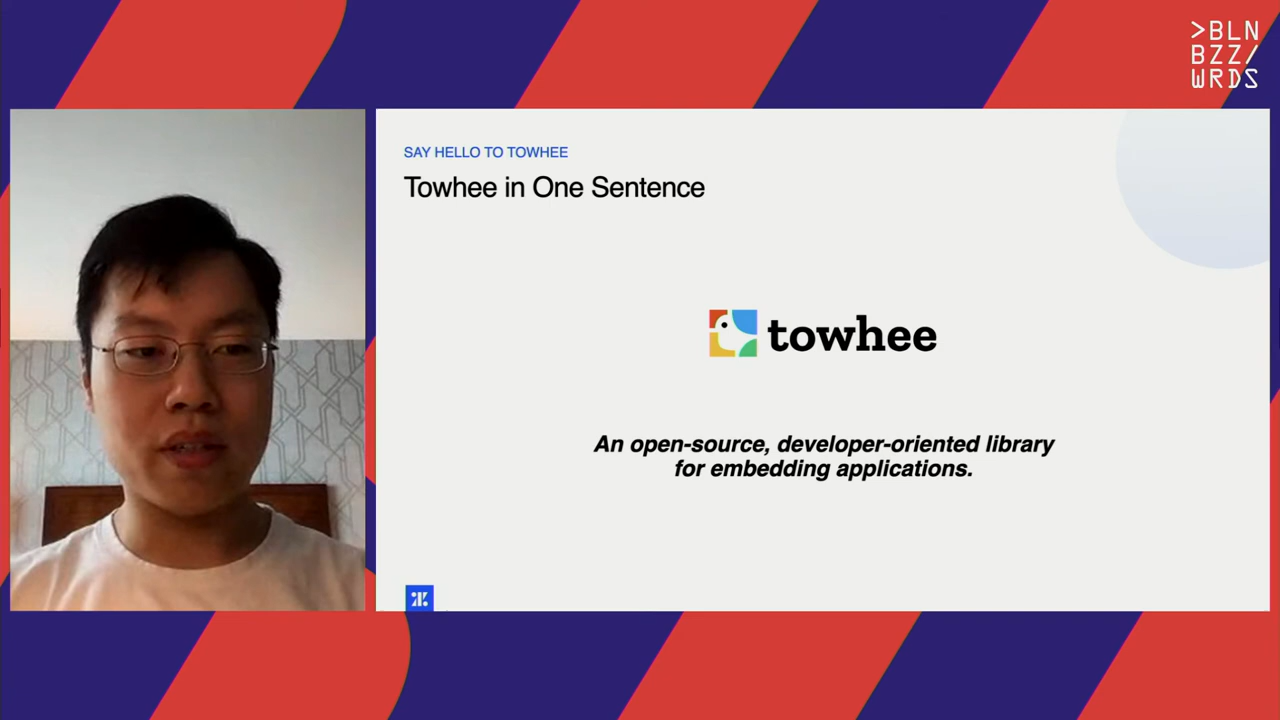 >BLN
BZZ/
WRDS
SAY HELLO TO TOWHEE
Towhee in One Sentence
towhee
An open-source, developer-oriented library
for embedding applications.